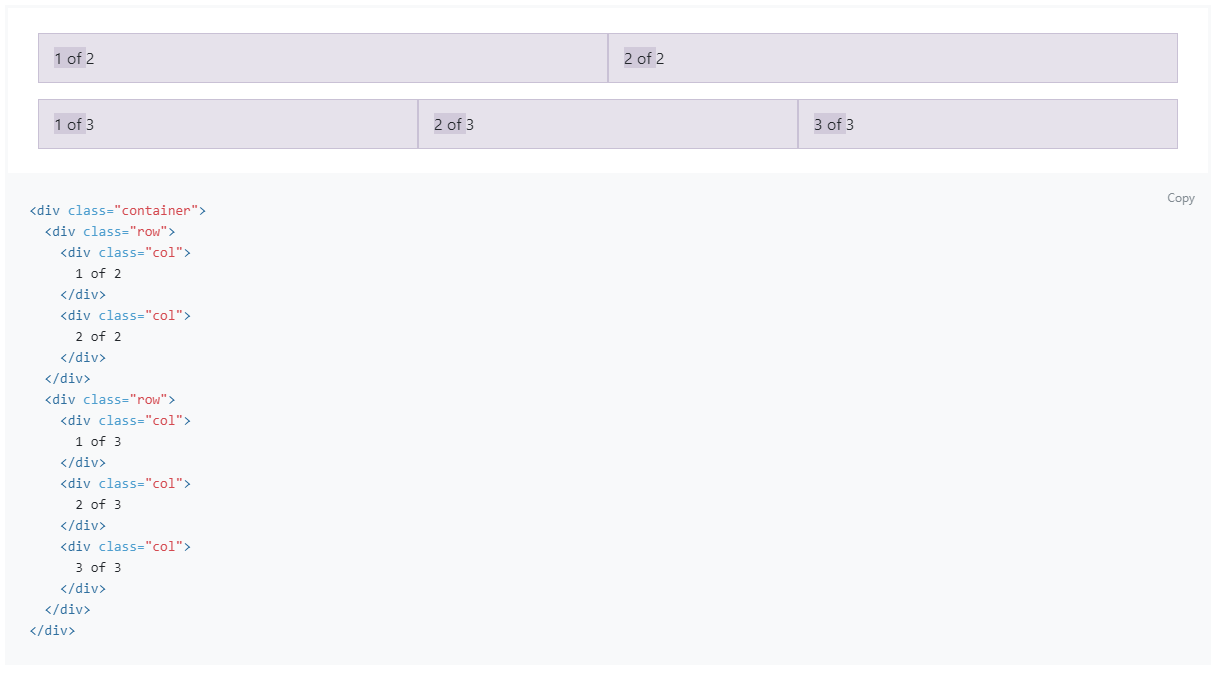 1 of 2 2 of 2
1 of 3 2 of 3 3 of 3
Copy
<div class="container">
  <div class="row">
    <div class="col">
      1 of 2
    </div>
    <div class="col">
      2 of 2
    </div>
  </div>
  <div class="row">
    <div class="col">
      1 of 3
    </div>
    <div class="col">
      2 of 3
    </div>
    <div class="col">
      3 of 3
    </div>
  </div>
</div>